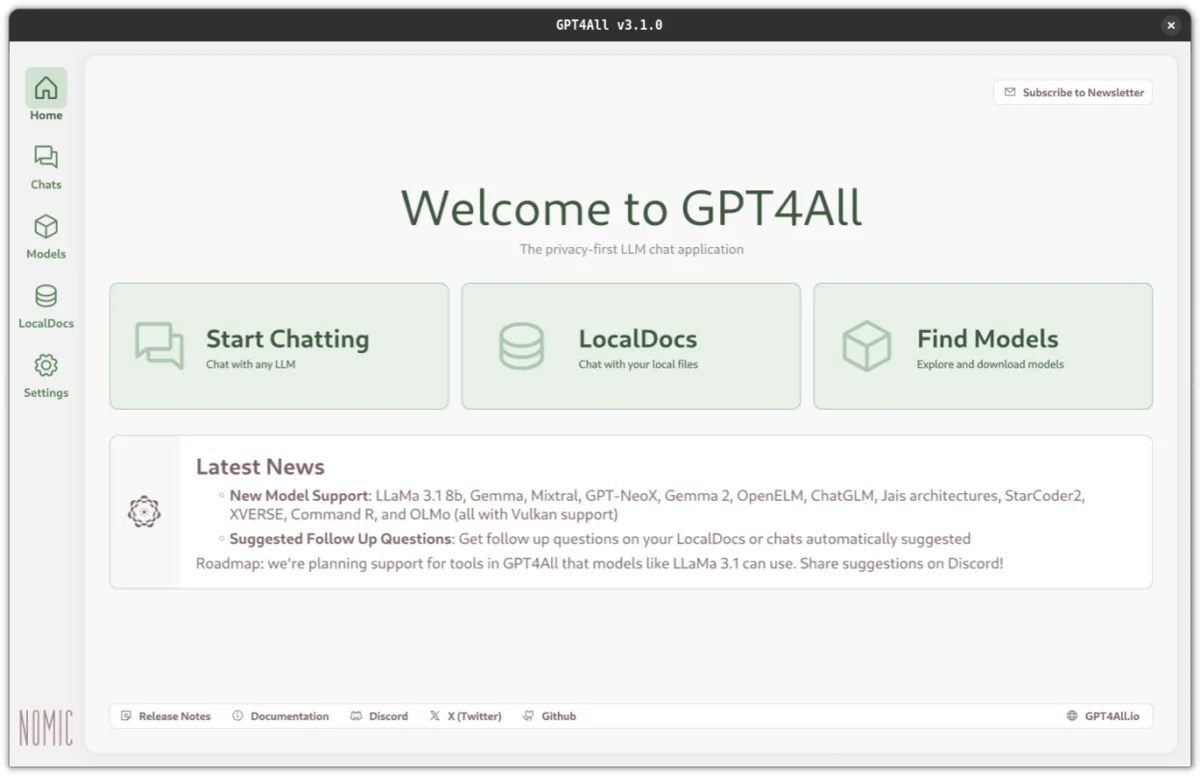 GPT4All v3.1.0
Home
Chats
Models
LocalDocs
Settings
Subscribe to Newsletter
Welcome to GPT4All
The privacy-first LLM chat application
Start Chatting
Chat with any LLM
LocalDocs
Chat with your local files
Find Models
Explore and download models
Latest News
New Model Support: LLaMa 3.1 8b, Gemma, Mixtral, GPT-NeoX, Gemma 2, OpenELM, ChatGLM, Jais architectures, StarCoder2,
XVERSE, Command R, and OLMo (all with Vulkan support)
Suggested Follow Up Questions: Get follow up questions on your LocalDocs or chats automatically suggested
Roadmap: we're planning support for tools in GPT4All that models like LLaMa 3.1 can use. Share suggestions on Discord!
NOMIC
Release Notes
Documentation
Discord
X (Twitter)
Github
GPT4All.io